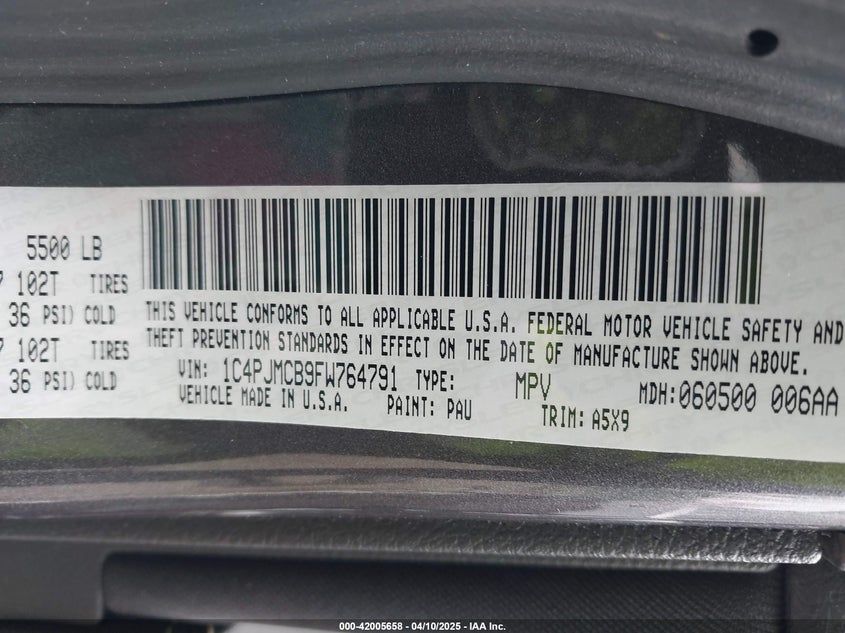 5500 LB
102T TIRES
36 PSI) COLD
102T TIRES
36 PSI) COLD
THIS VEHICLE CONFORMS TO ALL APPLICABLE U.S.A. FEDERAL MOTOR VEHICLE SAFETY AND
THEFT PREVENTION STANDARDS IN EFFECT ON THE DATE OF MANUFACTURE SHOWN ABOVE.
VIN: 1C4PJMCB9FW764791 TYPE: MPV MDH:060500 006AA
VEHICLE MADE IN U.S.A. PAINT: PAU TRIM: A5X9
000-42005658 - 04/10/2025 - IAA Inc.